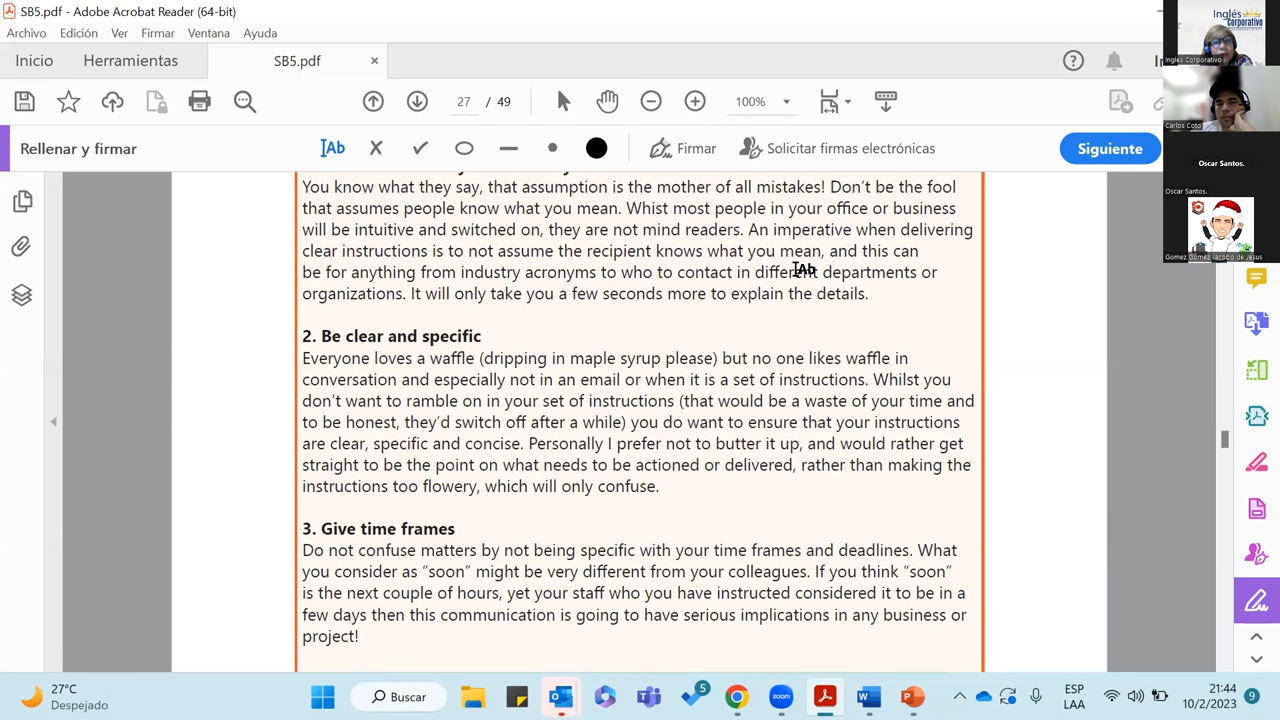 SB5.pdf - Adobe Acrobat Reader (64-bit)
Archivo Edición Ver Firmar Ventana Ayuda
Inicio Herramientas SB5.pdf
27 / 49 100%
Rellenar y firmar Ab Firmar Solicitar firmas electrónicas Siguiente
You know what they say, that assumption is the mother of all mistakes! Don't be the fool
that assumes people know what you mean. Whist most people in your office or business
will be intuitive and switched on, they are not mind readers. An imperative when delivering
clear instructions is to not assume the recipient knows what you mean, and this can
be for anything from industry acronyms to who to contact in different departments or
organizations. It will only take you a few seconds more to explain the details.
2. Be clear and specific
Everyone loves a waffle (dripping in maple syrup please) but no one likes waffle in
conversation and especially not in an email or when it is a set of instructions. Whilst you
don't want to ramble on in your set of instructions (that would be a waste of your time and
to be honest, they'd switch off after a while) you do want to ensure that your instructions
are clear, specific and concise. Personally I prefer not to butter it up, and would rather get
straight to be the point on what needs to be actioned or delivered, rather than making the
instructions too flowery, which will only confuse.
3. Give time frames
Do not confuse matters by not being specific with your time frames and deadlines. What
you consider as "soon" might be very different from your colleagues. If you think "soon"
is the next couple of hours, yet your staff who you have instructed considered it to be in a
few days then this communication is going to have serious implications in any business or
project!
Inglés
Corporativo
Inglés Corporativo
Carlos Coto
Oscar Santos.
Oscar Santos.
Gomez Gomez Jacobo de Jesus
27°C
Despejado
Buscar
5
zoom
ESP
LAA
21:44
10/2/2023
9